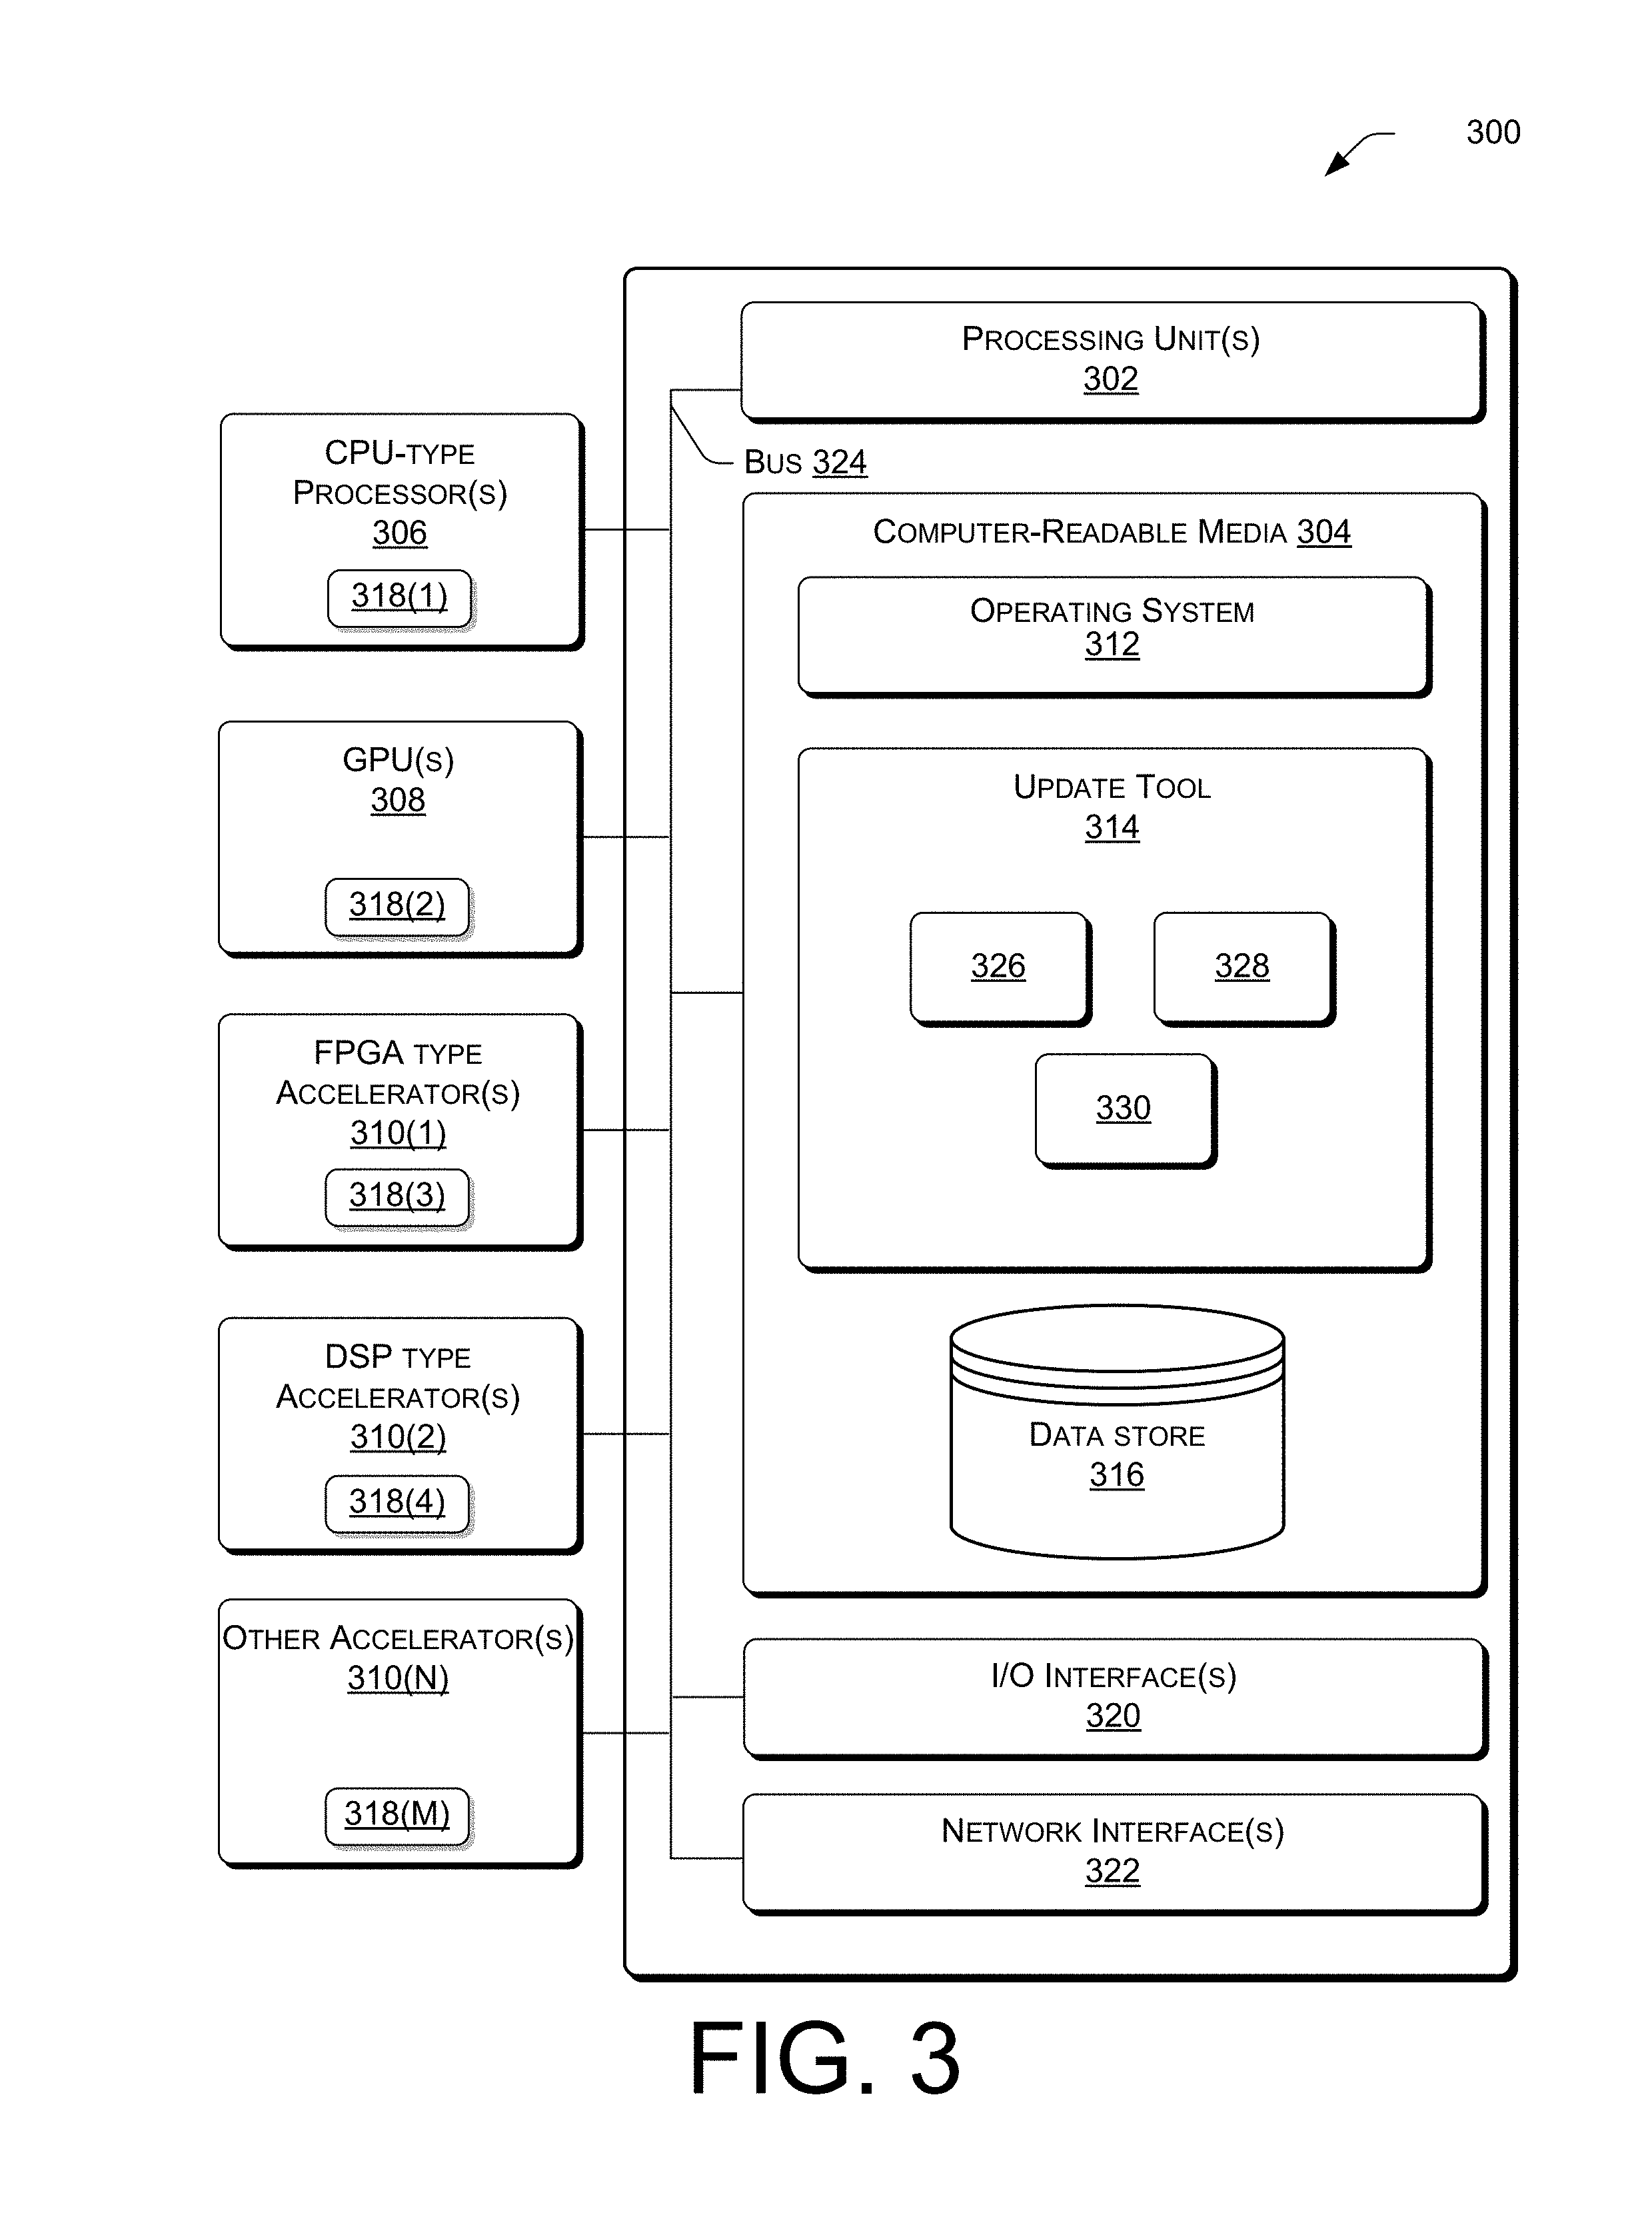 300
PROCESSING UNIT(S)
302
BUS 324
CPU-TYPE
PROCESSOR(S)
306
318(1)
GPU(S)
308
318(2)
FPGA TYPE
ACCELERATOR(S)
310(1)
318(3)
DSP TYPE
ACCELERATOR(S)
310(2)
318(4)
OTHER ACCELERATOR(S)
310(N)
318(M)
COMPUTER-READABLE MEDIA 304
OPERATING SYSTEM
312
UPDATE TOOL
314
326
328
330
DATA STORE
316
I/O INTERFACE(S)
320
NETWORK INTERFACE(S)
322
FIG. 3